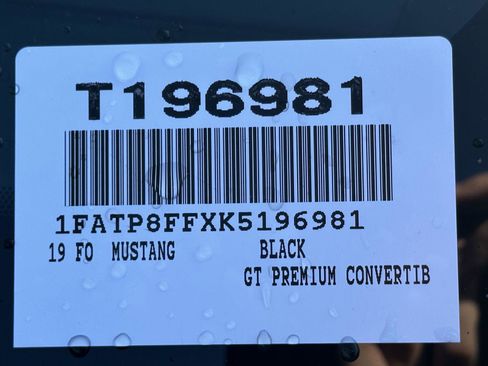 T196981
1FATP8FFXK5196981
19 FO MUSTANG BLACK
GT PREMIUM CONVERTIB